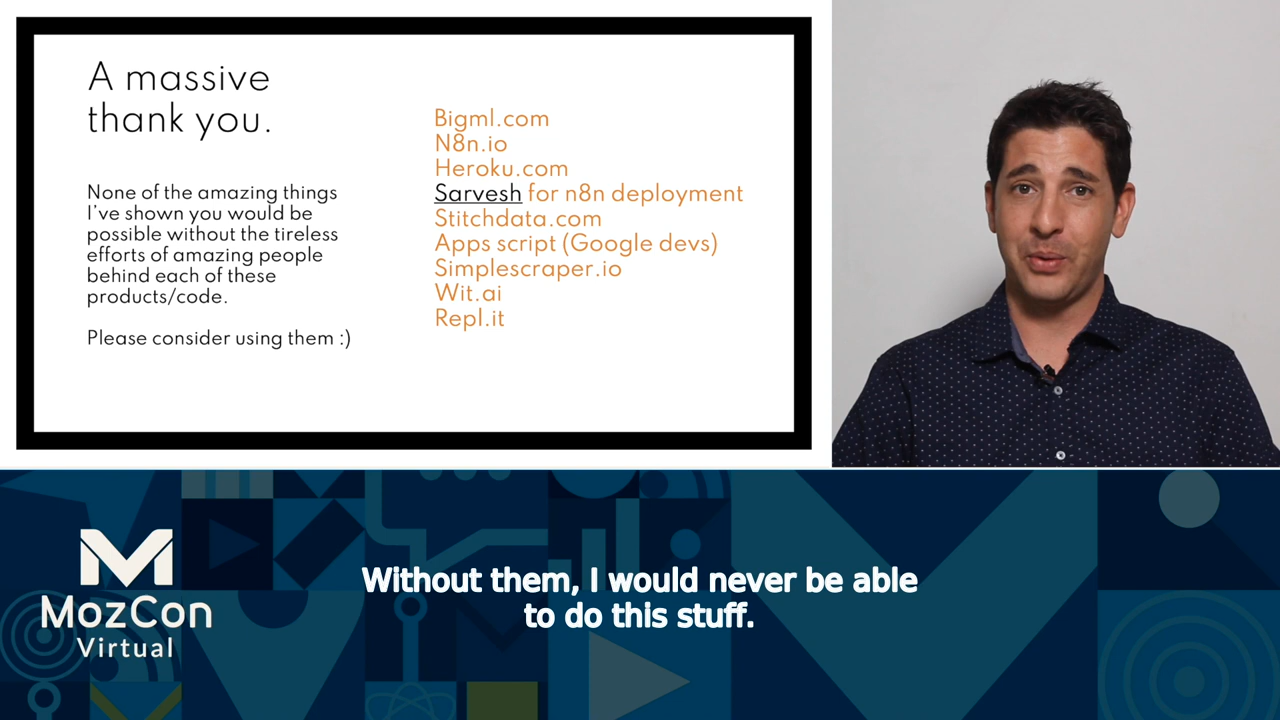 A massive
thank you.
None of the amazing things
I've shown you would be
possible without the tireless
efforts of amazing people
behind each of these
products/code.
Please consider using them :)
Bigml.com
N8n.io
Heroku.com
Sarvesh for n8n deployment
Stitchdata.com
Apps script (Google devs)
Simplescraper.io
Wit.ai
Repl.it
M
MozCon
Virtual
Without them, I would never be able
to do this stuff.